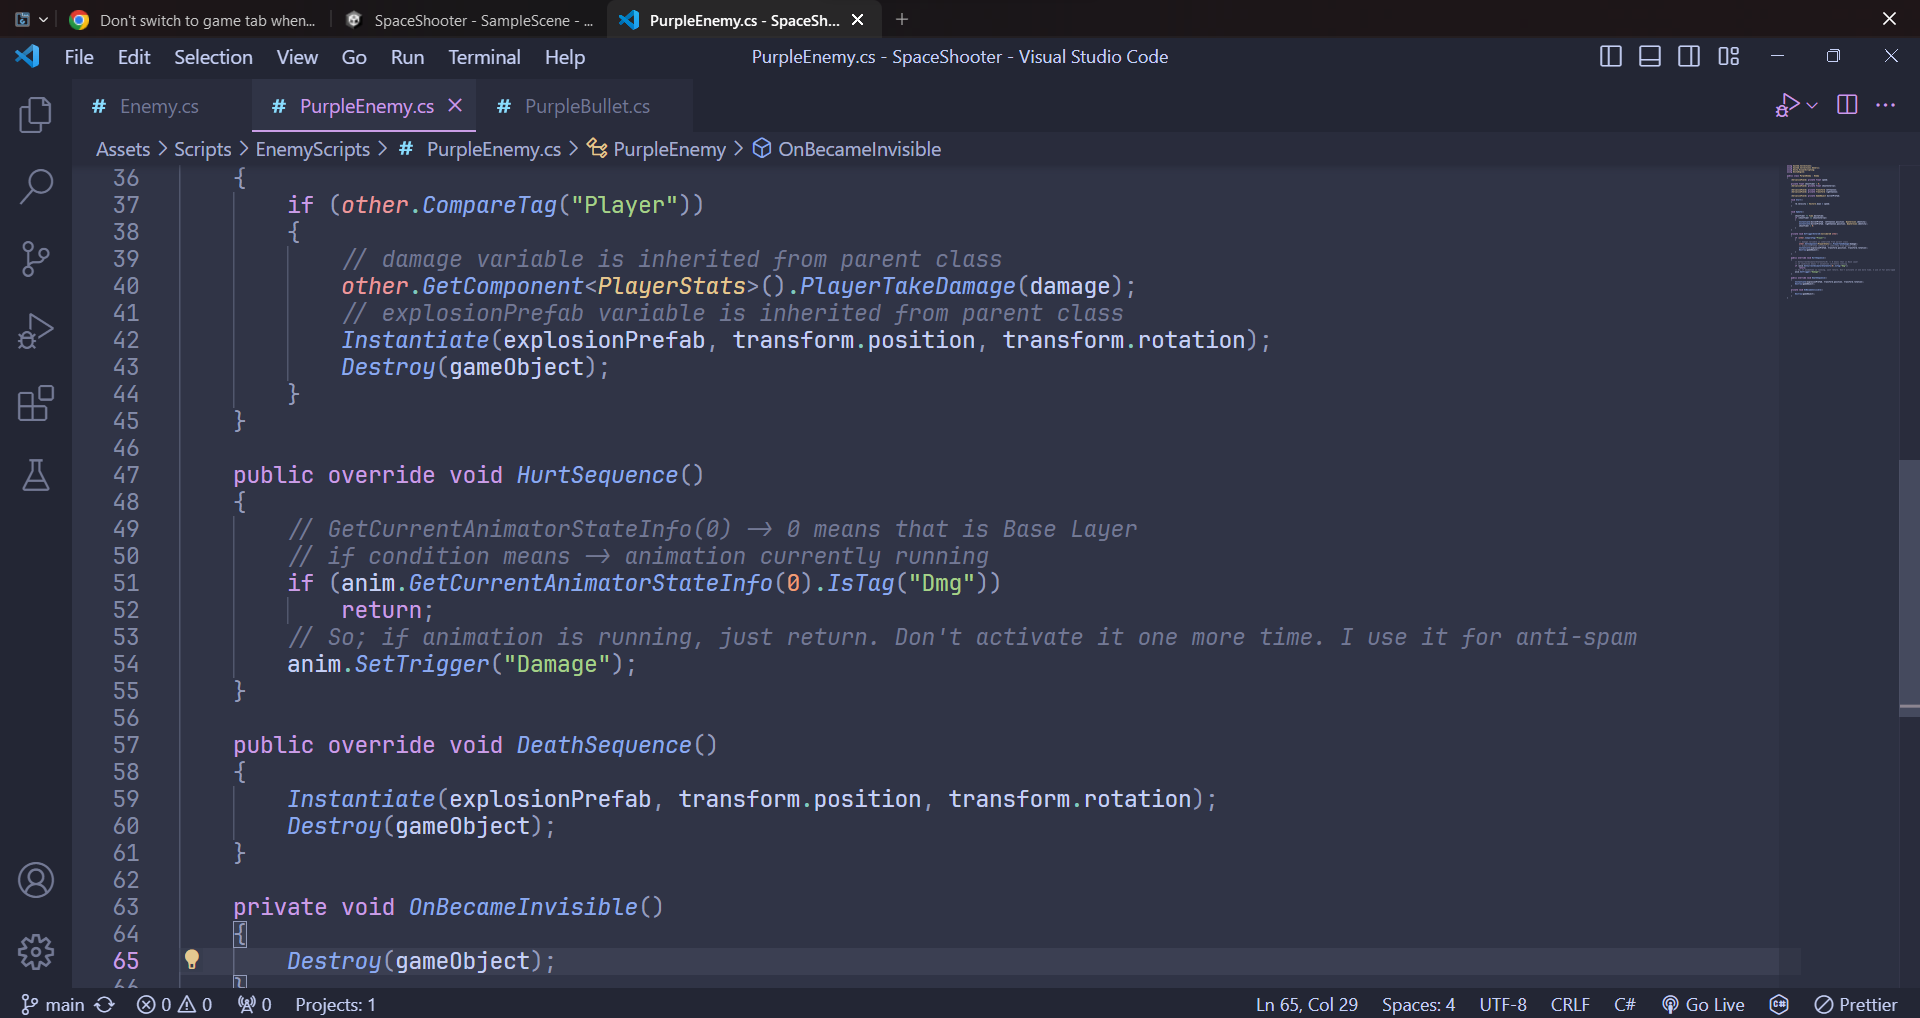 Don't switch to game tab when...
SpaceShooter - SampleScene - ...
PurpleEnemy.cs - SpaceSh...
File Edit Selection View Go Run Terminal Help
PurpleEnemy.cs - SpaceShooter - Visual Studio Code
# Enemy.cs
# PurpleEnemy.cs
# PurpleBullet.cs
Assets > Scripts > EnemyScripts > # PurpleEnemy.cs > PurpleEnemy > OnBecameInvisible
36 {
37 if (other.CompareTag("Player"))
38 {
39 // damage variable is inherited from parent class
40 other.GetComponent<PlayerStats>().PlayerTakeDamage(damage);
41 // explosionPrefab variable is inherited from parent class
42 Instantiate(explosionPrefab, transform.position, transform.rotation);
43 Destroy(gameObject);
44 }
45 }
46
47 public override void HurtSequence()
48 {
49 // GetCurrentAnimatorStateInfo(0) -> 0 means that is Base Layer
50 // if condition means -> animation currently running
51 if (anim.GetCurrentAnimatorStateInfo(0).IsTag("Dmg"))
52 return;
53 // So; if animation is running, just return. Don't activate it one more time. I use it for anti-spam
54 anim.SetTrigger("Damage");
55 }
56
57 public override void DeathSequence()
58 {
59 Instantiate(explosionPrefab, transform.position, transform.rotation);
60 Destroy(gameObject);
61 }
62
63 private void OnBecameInvisible()
64 {
65 Destroy(gameObject);
66 }
main 0 0 0 Projects: 1
Ln 65, Col 29 Spaces: 4 UTF-8 CRLF C# Go Live Prettier